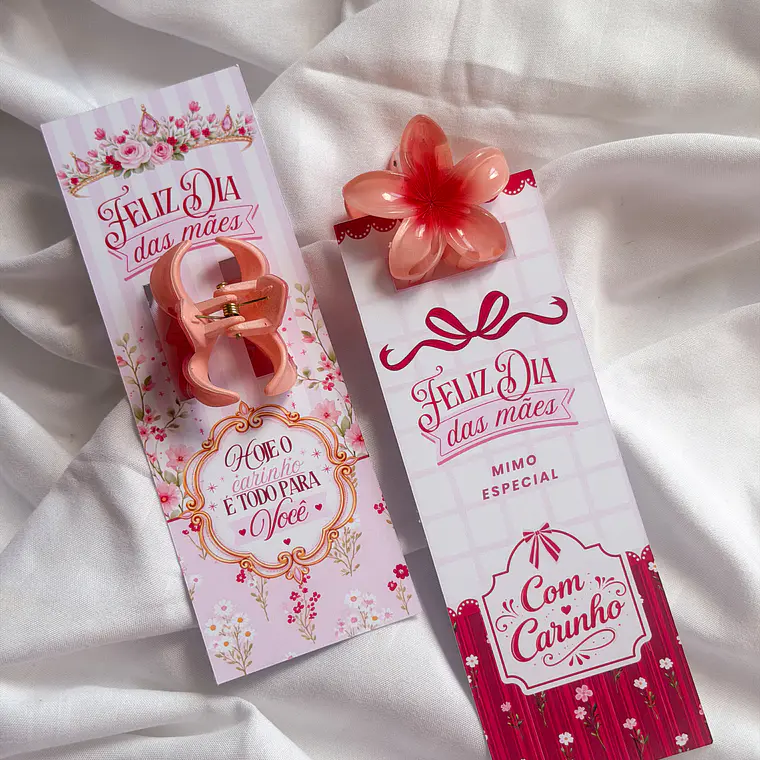 FELIZ DIA
das mães
HOJE O
carinho
É TODO PARA
Você
FELIZ DIA
das mães
MIMO
ESPECIAL
Com
Carinho